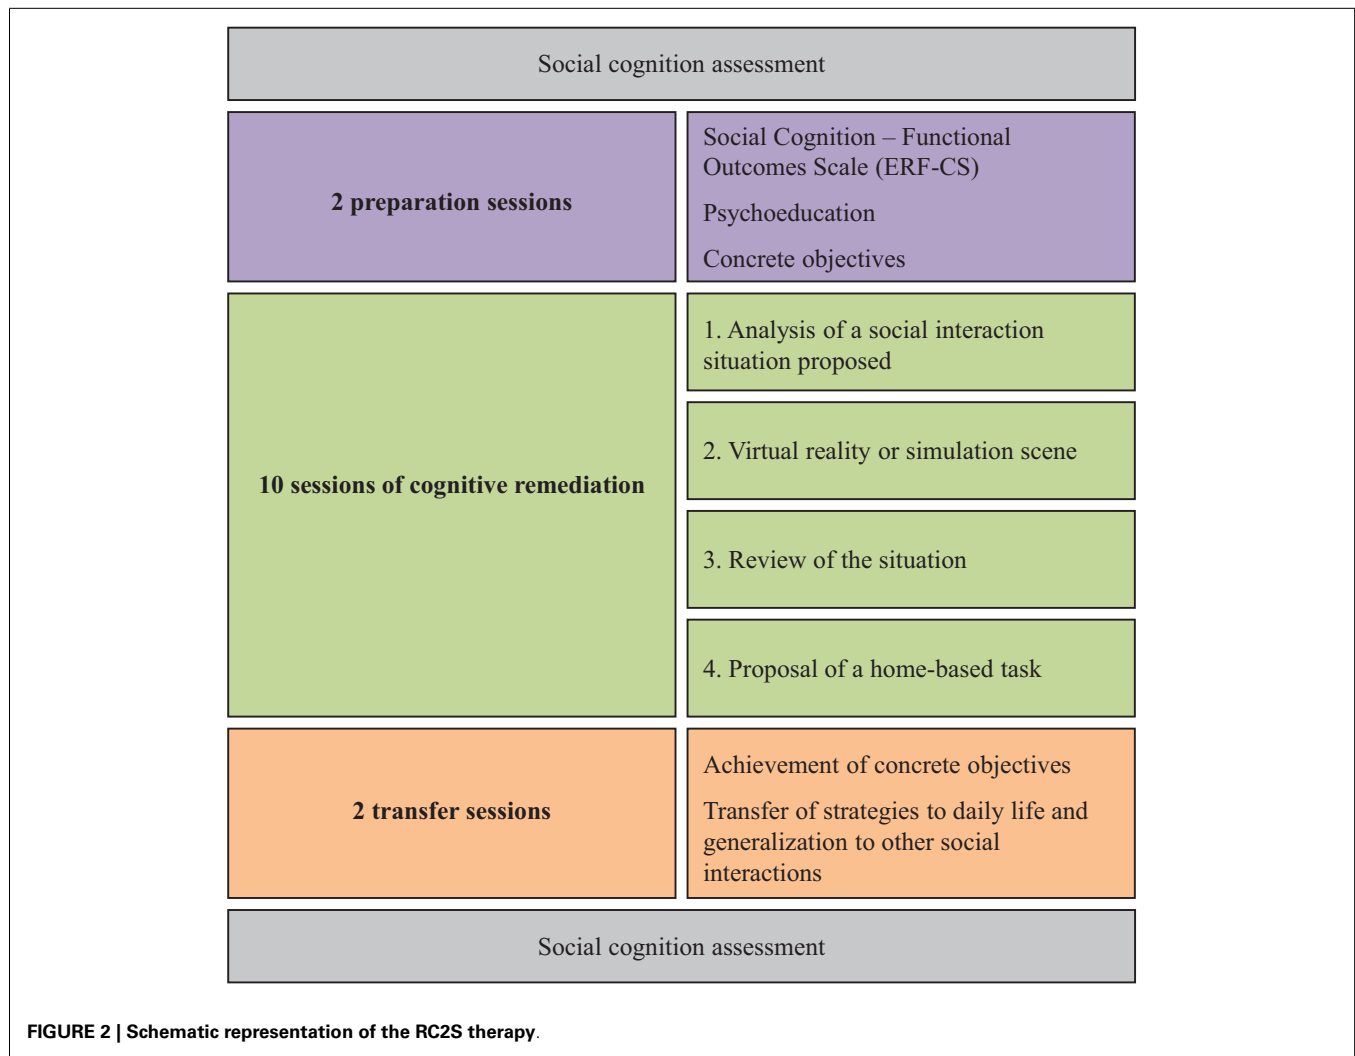 Social cognition assessment
2 preparation sessions
Social Cognition – Functional
Outcomes Scale (ERF-CS)
Psychoeducation
Concrete objectives
10 sessions of cognitive remediation
1. Analysis of a social interaction
situation proposed
2. Virtual reality or simulation scene
3. Review of the situation
4. Proposal of a home-based task
2 transfer sessions
Achievement of concrete objectives
Transfer of strategies to daily life and
generalization to other social
interactions
Social cognition assessment
FIGURE 2 | Schematic representation of the RC2S therapy.